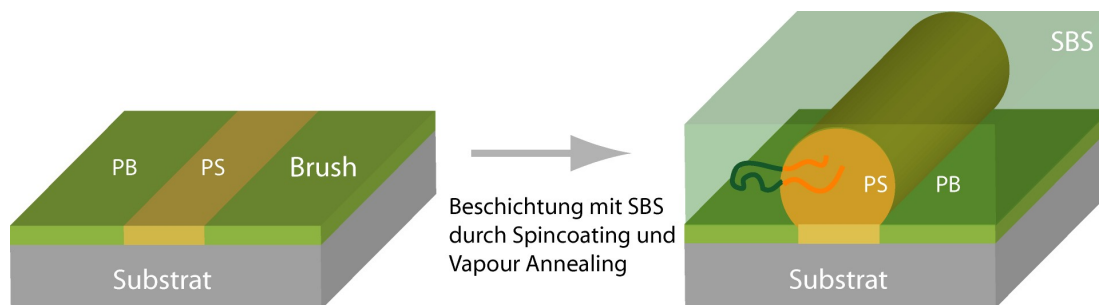 PB
PS
Brush
Substrat
Beschichtung mit SBS
durch Spincoating und
Vapour Annealing
SBS
PS
PB
Substrat